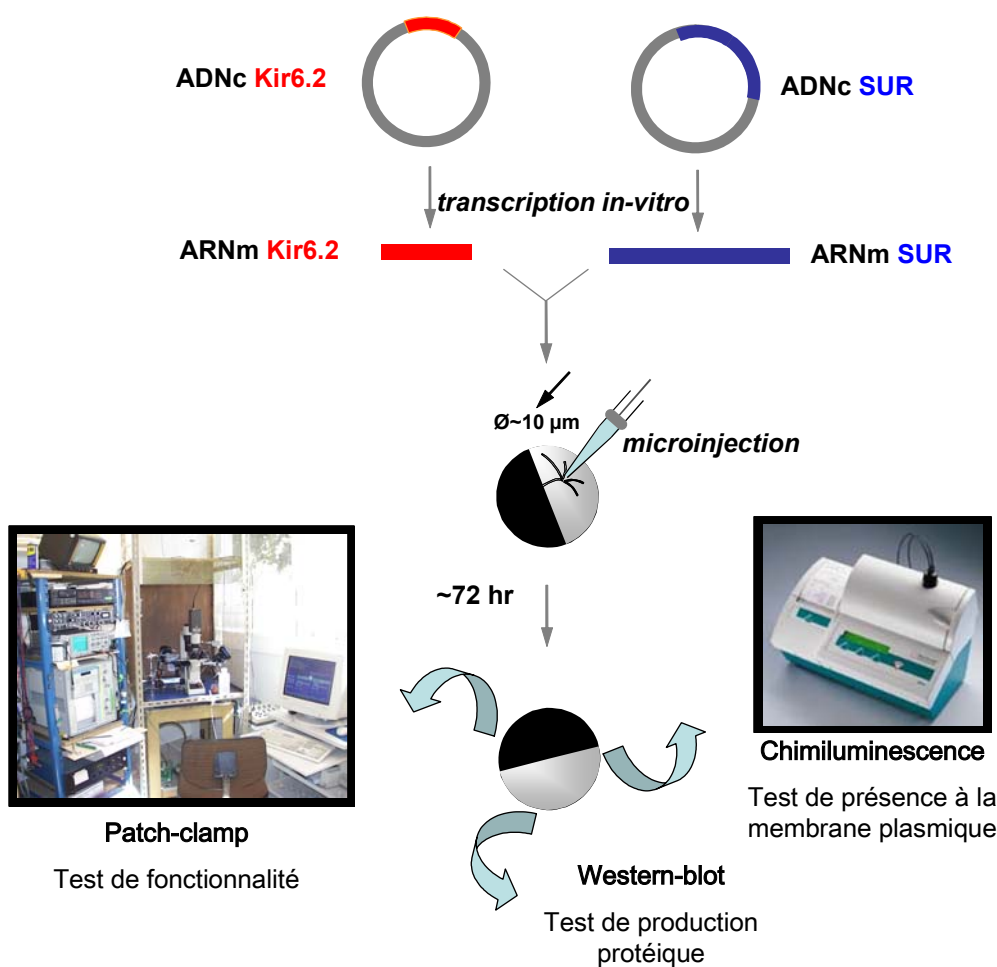 ADNc Kir6.2
ADNc SUR
transcription in-vitro
ARNm Kir6.2
ARNm SUR
Ø~10 µm
microinjection
~72 hr
Patch-clamp
Test de fonctionnalité
Chimiluminescence
Test de présence à la
membrane plasmique
Western-blot
Test de production
protéique